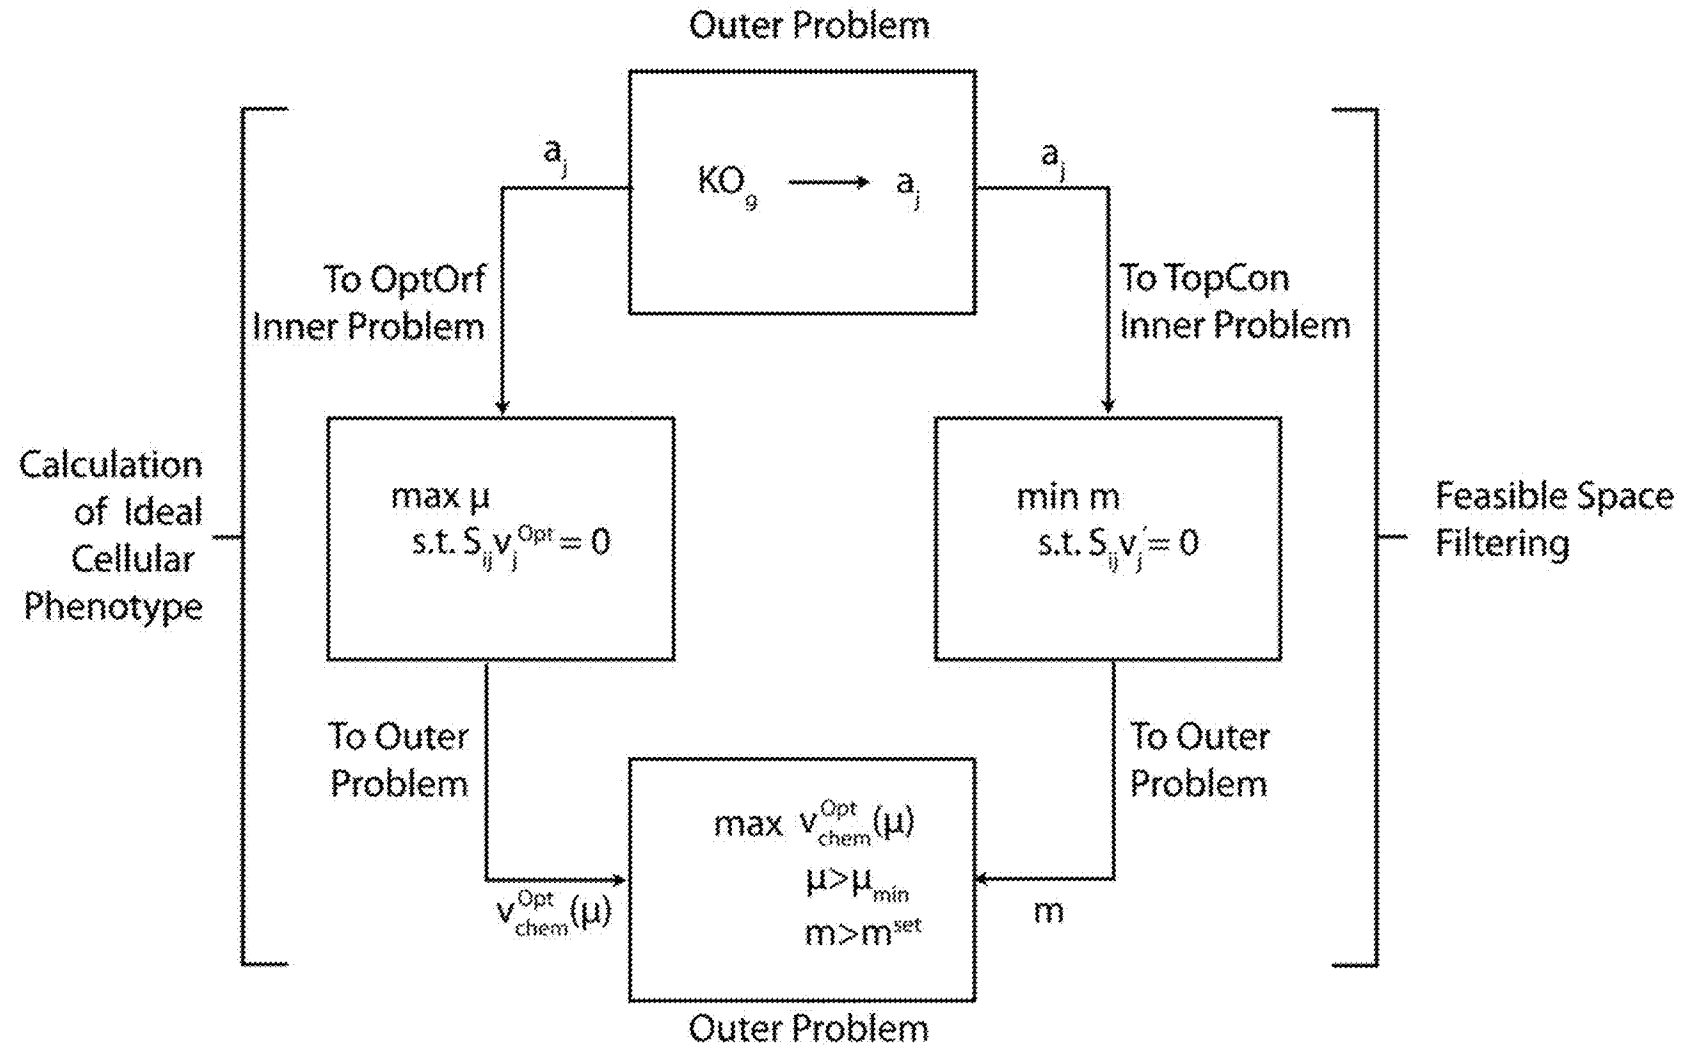 Outer Problem
a_j
KO_g → a_j
a_j
To OptOrf
Inner Problem
To TopCon
Inner Problem
Calculation
of Ideal
Cellular
Phenotype
max μ
s.t. S_ij v_j^Opt = 0
min m
s.t. S_ij v_j′ = 0
Feasible Space
Filtering
To Outer
Problem
To Outer
Problem
max v_chem^Opt(μ)
μ>μ_min
m>m^set
v_chem^Opt(μ)
m
Outer Problem